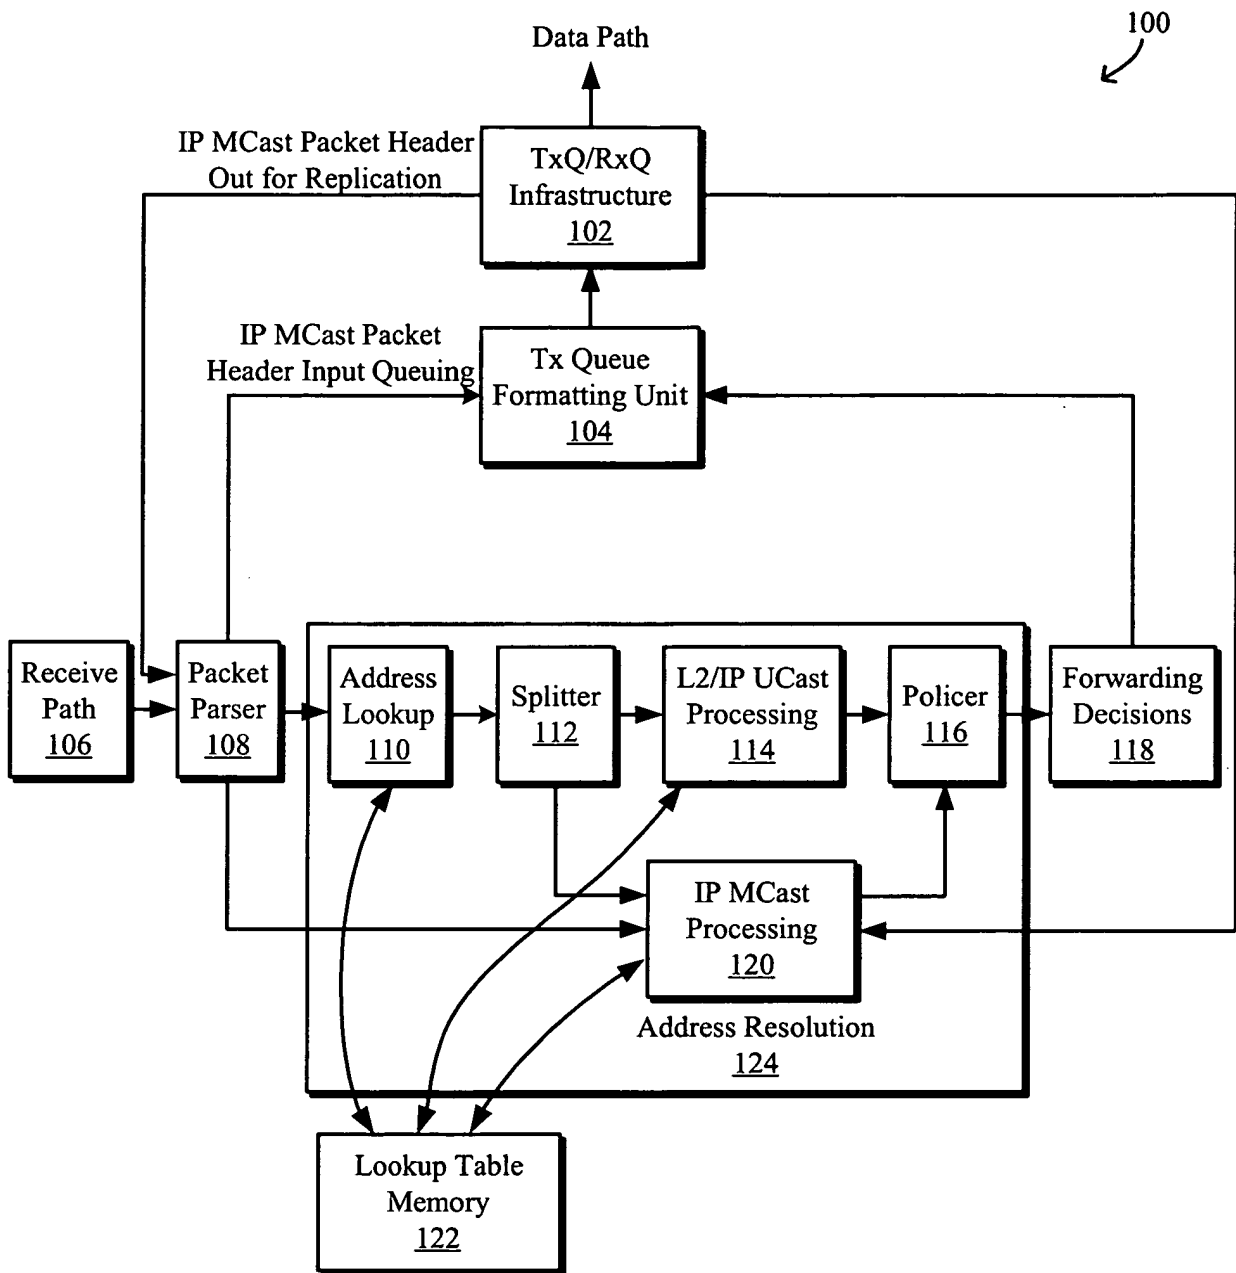 100
Data Path
IP MCast Packet Header
Out for Replication
TxQ/RxQ
Infrastructure
102
IP MCast Packet
Header Input Queuing
Tx Queue
Formatting Unit
104
Receive
Path
106
Packet
Parser
108
Address
Lookup
110
Splitter
112
L2/IP UCast
Processing
114
Policer
116
Forwarding
Decisions
118
IP MCast
Processing
120
Address Resolution
124
Lookup Table
Memory
122